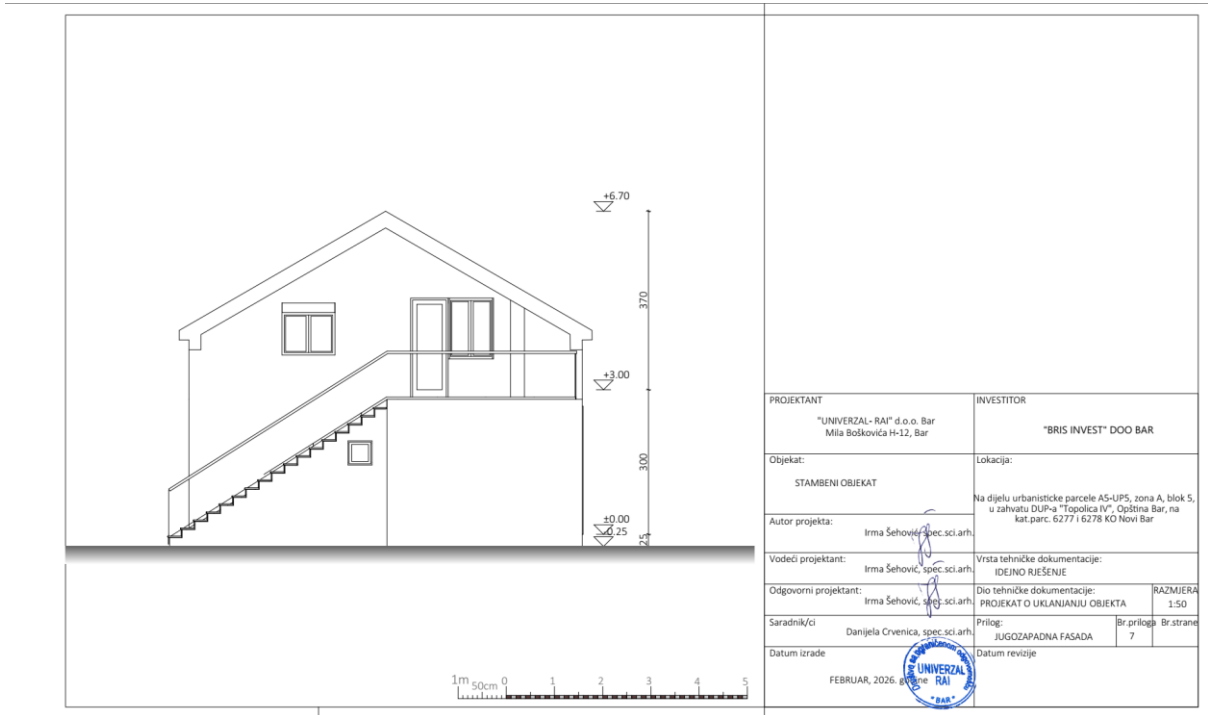 +6.70
370
+3.00
300
±0.00
-0.25
25
1m 50cm 0 1 2 3 4 5
PROJEKTANT
"UNIVERZAL- RAI" d.o.o. Bar
Mila Boškovića H-12, Bar
INVESTITOR
"BRIS INVEST" DOO BAR
Objekat:
STAMBENI OBJEKAT
Lokacija:
Na dijelu urbanisticke parcele A5-UP5, zona A, blok 5,
u zahvatu DUP-a "Topolica IV", Opština Bar, na
kat.parc. 6277 i 6278 KO Novi Bar
Autor projekta:
Irma Šehović, spec.sci.arh.
Vodeći projektant:
Irma Šehović, spec.sci.arh.
Vrsta tehničke dokumentacije:
IDEJNO RJEŠENJE
Odgovorni projektant:
Irma Šehović, spec.sci.arh.
Dio tehničke dokumentacije:
PROJEKAT O UKLANJANJU OBJEKTA
RAZMJERA
1:50
Saradnik/ci
Danijela Crvenica, spec.sci.arh.
Prilog:
JUGOZAPADNA FASADA
Br.priloga
7
Br.strane
Datum izrade
FEBRUAR, 2026. godine
Datum revizije
Društvo sa ograničenom odgovornošću
UNIVERZAL
RAI
* BAR *